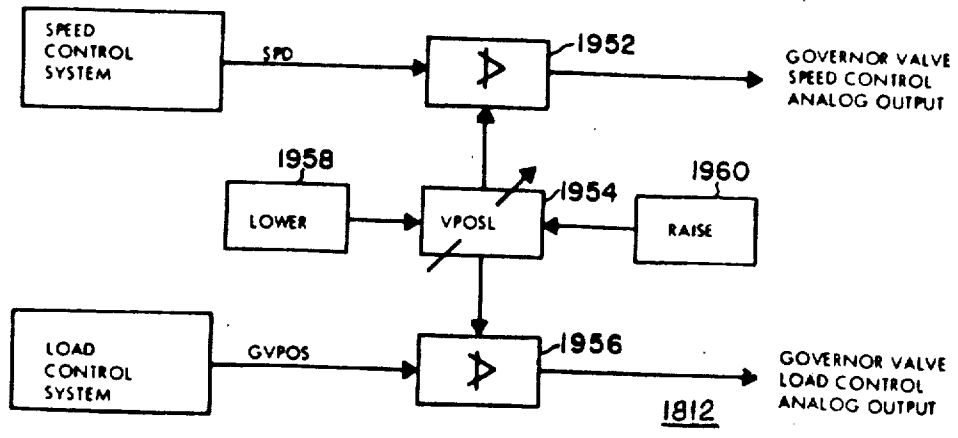 SPEED
CONTROL
SYSTEM
SPD
1952
GOVERNOR VALVE
SPEED CONTROL
ANALOG OUTPUT
1958
LOWER
VPOSL
1954
1960
RAISE
LOAD
CONTROL
SYSTEM
GVPOS
1956
GOVERNOR VALVE
LOAD CONTROL
ANALOG OUTPUT
1812